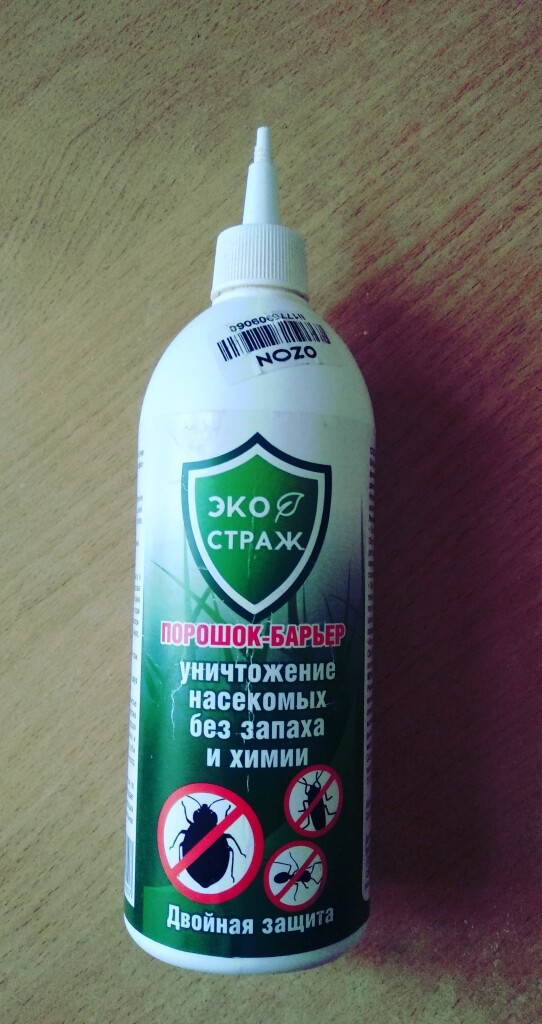 OZON
ЭКО
СТРАЖ
ПОРОШОК-БАРЬЕР
уничтожение
насекомых
без запаха
и химии
Двойная защита